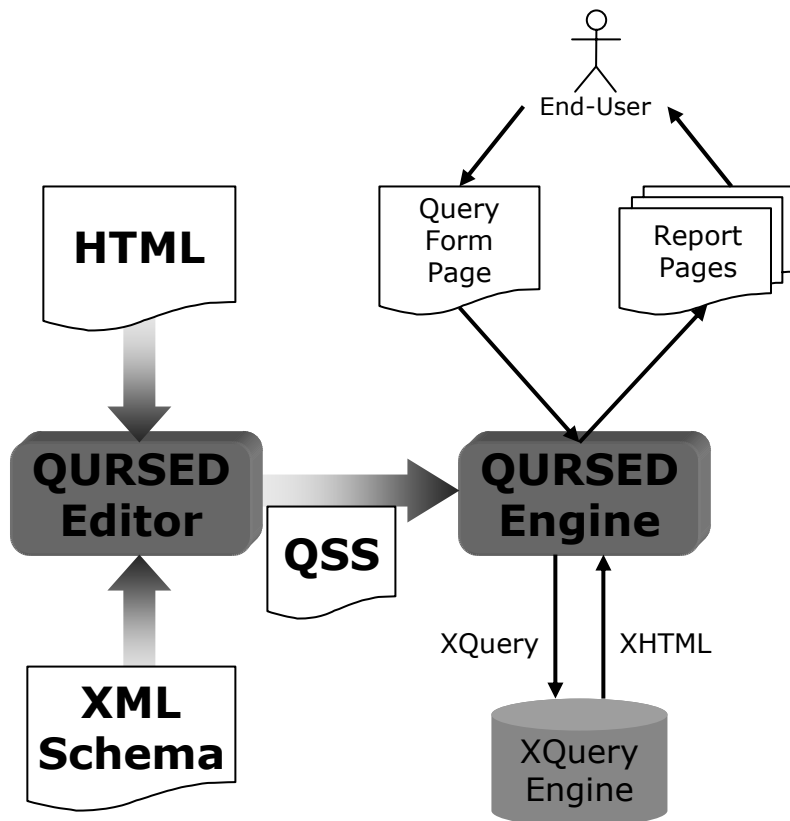 End-User
Query
Form
Page
Report
Pages
HTML
QURSED
Editor
QURSED
Engine
QSS
XQuery
XHTML
XML
Schema
XQuery
Engine